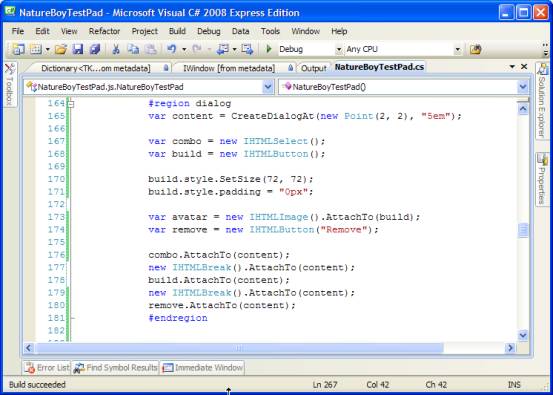 NatureBoyTestPad - Microsoft Visual C# 2008 Express Edition
File Edit View Refactor Project Build Debug Data Tools Window Help
Debug Any CPU
Dictionary<TK...om metadata] IWindow [from metadata] Output NatureBoyTestPad.cs
NatureBoyTestPad.js.NatureBoyTestPad NatureBoyTestPad()
Toolbox
Solution Explorer
Properties
164 #region dialog
165 var content = CreateDialogAt(new Point(2, 2), "5em");
166
167 var combo = new IHTMLSelect();
168 var build = new IHTMLButton();
169
170 build.style.SetSize(72, 72);
171 build.style.padding = "0px";
172
173 var avatar = new IHTMLImage().AttachTo(build);
174 var remove = new IHTMLButton("Remove");
175
176 combo.AttachTo(content);
177 new IHTMLBreak().AttachTo(content);
178 build.AttachTo(content);
179 new IHTMLBreak().AttachTo(content);
180 remove.AttachTo(content);
181 #endregion
182
Error List Find Symbol Results Immediate Window
Build succeeded Ln 267 Col 42 Ch 42 INS